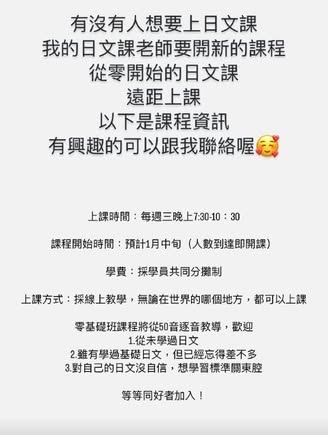 有沒有人想要上日文課
我的日文課老師要開新的課程
從零開始的日文課
遠距上課
以下是課程資訊
有興趣的可以跟我聯絡喔🥰
上課時間：每週三晚上7:30-10：30
課程開始時間：預計1月中旬（人數到達即開課）
學費：採學員共同分攤制
上課方式：採線上教學，無論在世界的哪個地方，都可以上課
零基礎班課程將從50音逐音教導，歡迎
1.從未學過日文
2.雖有學過基礎日文，但已經忘得差不多
3.對自己的日文沒自信，想學習標準關東腔
等等同好者加入！